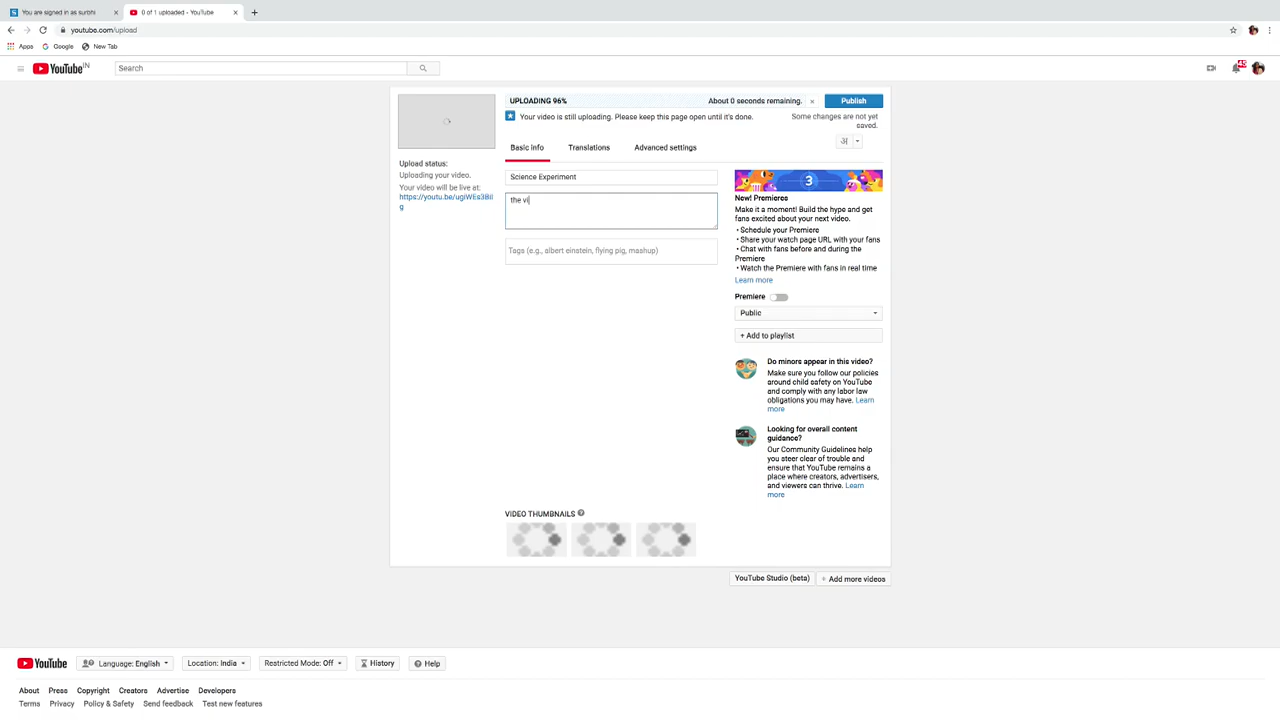 You are signed in as surbhi
0 of 1 uploaded - YouTube
youtube.com/upload
Apps Google New Tab
YouTube IN
Search
45
UPLOADING 96% About 0 seconds remaining.
Publish
Your video is still uploading. Please keep this page open until it's done.
Some changes are not yet
saved.
अ
Upload status:
Uploading your video.
Your video will be live at:
https://youtu.be/ugiWEs3Bii
g
Basic info Translations Advanced settings
Science Experiment
the vi
Tags (e.g., albert einstein, flying pig, mashup)
3
New! Premieres
Make it a moment! Build the hype and get
fans excited about your next video.
• Schedule your Premiere
• Share your watch page URL with your fans
• Chat with fans before and during the
Premiere
• Watch the Premiere with fans in real time
Learn more
Premiere
Public
+ Add to playlist
Do minors appear in this video?
Make sure you follow our policies
around child safety on YouTube
and comply with any labor law
obligations you may have. Learn
more
Looking for overall content
guidance?
Our Community Guidelines help
you steer clear of trouble and
ensure that YouTube remains a
place where creators, advertisers,
and viewers can thrive. Learn
more
VIDEO THUMBNAILS ?
YouTube Studio (beta)
+ Add more videos
YouTube Language: English Location: India Restricted Mode: Off History Help
About Press Copyright Creators Advertise Developers
Terms Privacy Policy & Safety Send feedback Test new features